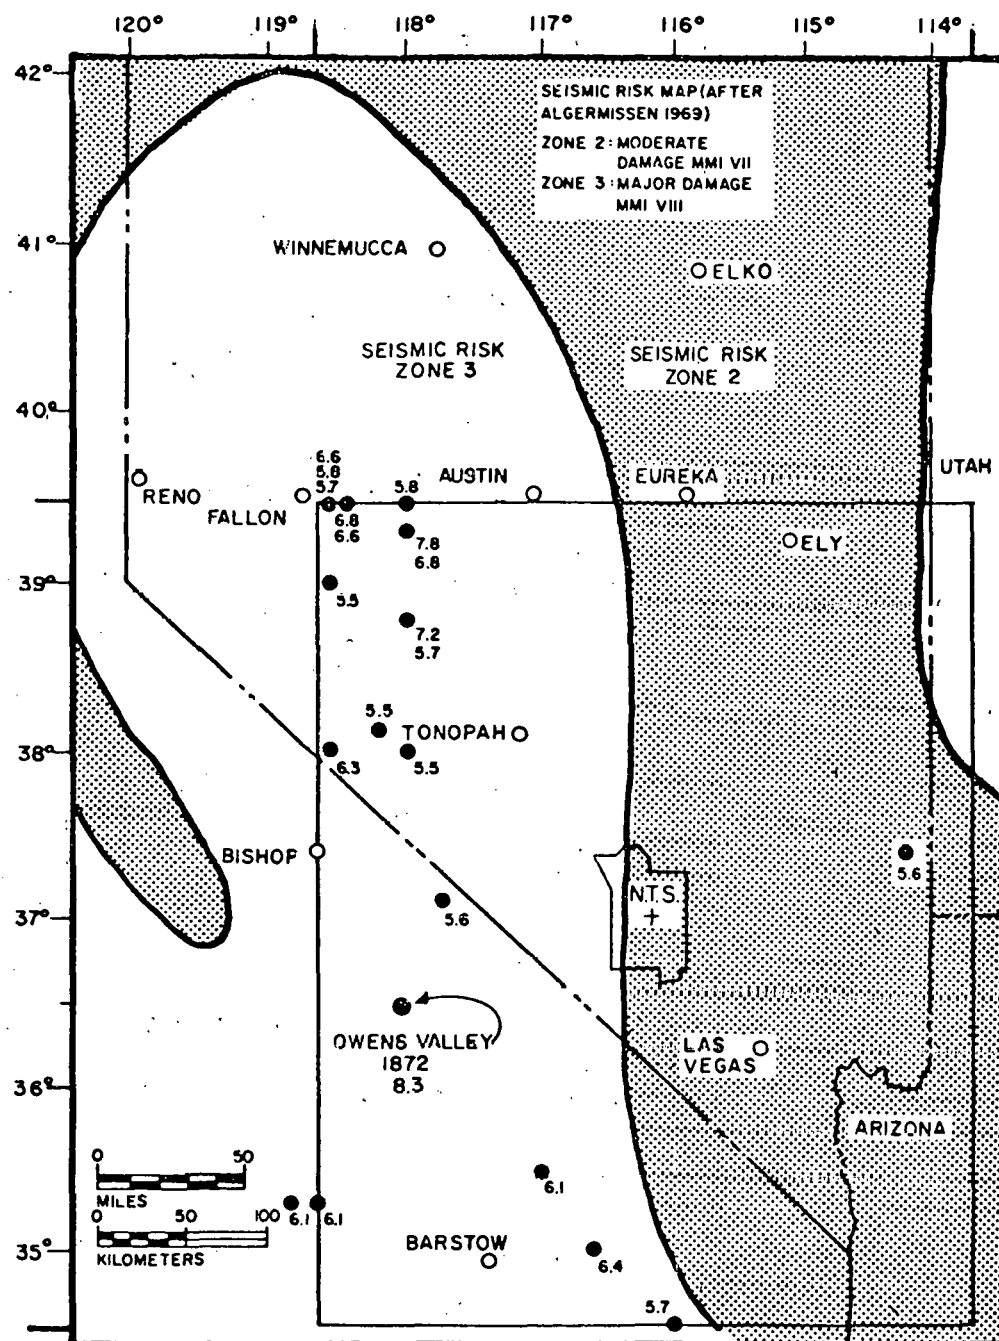 120° 119° 118° 117° 116° 115° 114°
42°
SEISMIC RISK MAP (AFTER
ALGERMISSEN 1969)
ZONE 2: MODERATE
DAMAGE MMI VII
ZONE 3: MAJOR DAMAGE
MMI VIII
41°
WINNEMUCCA
ELKO
SEISMIC RISK
ZONE 3
SEISMIC RISK
ZONE 2
40°
RENO
FALLON
6.6
5.8
5.7
6.8
6.6
5.8
AUSTIN
EUREKA
UTAH
7.8
6.8
ELY
39°
5.5
7.2
5.7
5.5
TONOPAH
38°
6.3
5.5
BISHOP
5.6
N.T.S.
37°
5.6
OWENS VALLEY
1872
8.3
LAS
VEGAS
36°
ARIZONA
0 50
MILES
0 50 100
KILOMETERS
6.1
6.1
6.1
35°
BARSTOW
6.4
5.7